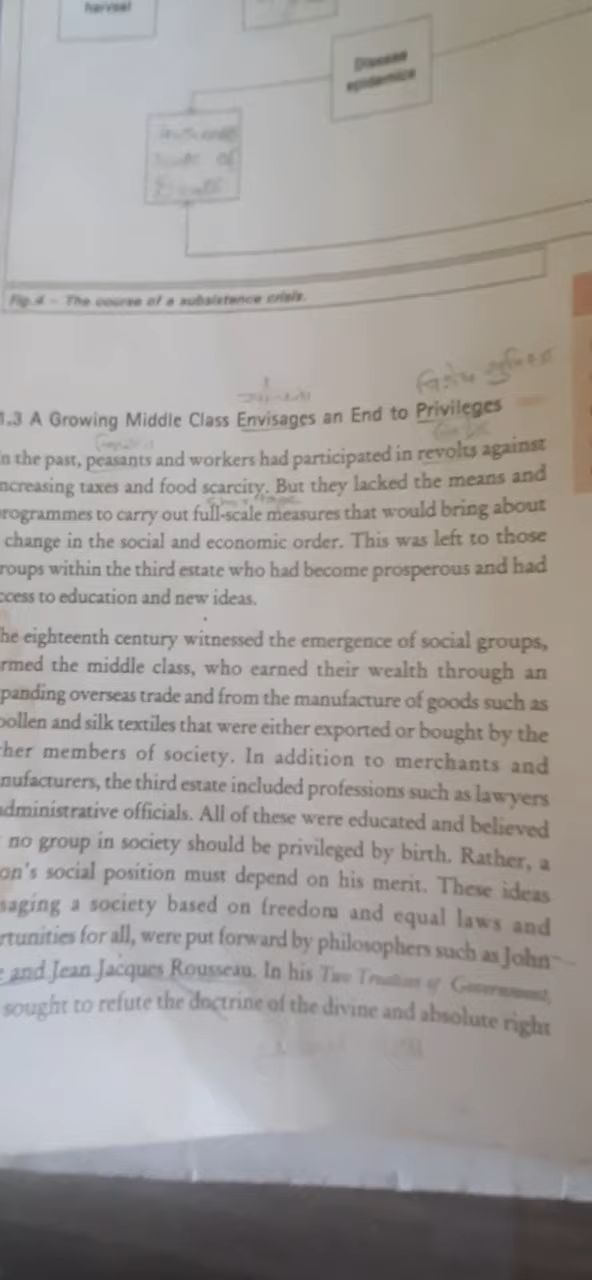 harvest
Disease
epidemics
Fig.4 – The course of a subsistence crisis.
1.3 A Growing Middle Class Envisages an End to Privileges
n the past, peasants and workers had participated in revolts against
ncreasing taxes and food scarcity. But they lacked the means and
rogrammes to carry out full-scale measures that would bring about
change in the social and economic order. This was left to those
roups within the third estate who had become prosperous and had
ccess to education and new ideas.
he eighteenth century witnessed the emergence of social groups,
rmed the middle class, who earned their wealth through an
panding overseas trade and from the manufacture of goods such as
oollen and silk textiles that were either exported or bought by the
her members of society. In addition to merchants and
nufacturers, the third estate included professions such as lawyers
dministrative officials. All of these were educated and believed
no group in society should be privileged by birth. Rather, a
on's social position must depend on his merit. These ideas
saging a society based on freedom and equal laws and
rtunities for all, were put forward by philosophers such as John
e and Jean Jacques Rousseau. In his Two Treatises of Government,
sought to refute the doctrine of the divine and absolute right